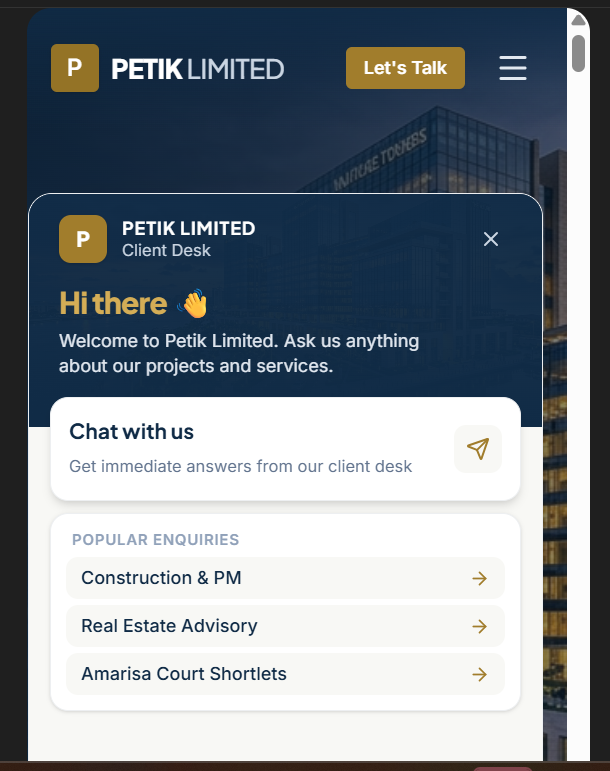 P PETIK LIMITED
Let's Talk
P
PETIK LIMITED
Client Desk
Hi there 👋
Welcome to Petik Limited. Ask us anything
about our projects and services.
Chat with us
Get immediate answers from our client desk
POPULAR ENQUIRIES
Construction & PM
Real Estate Advisory
Amarisa Court Shortlets